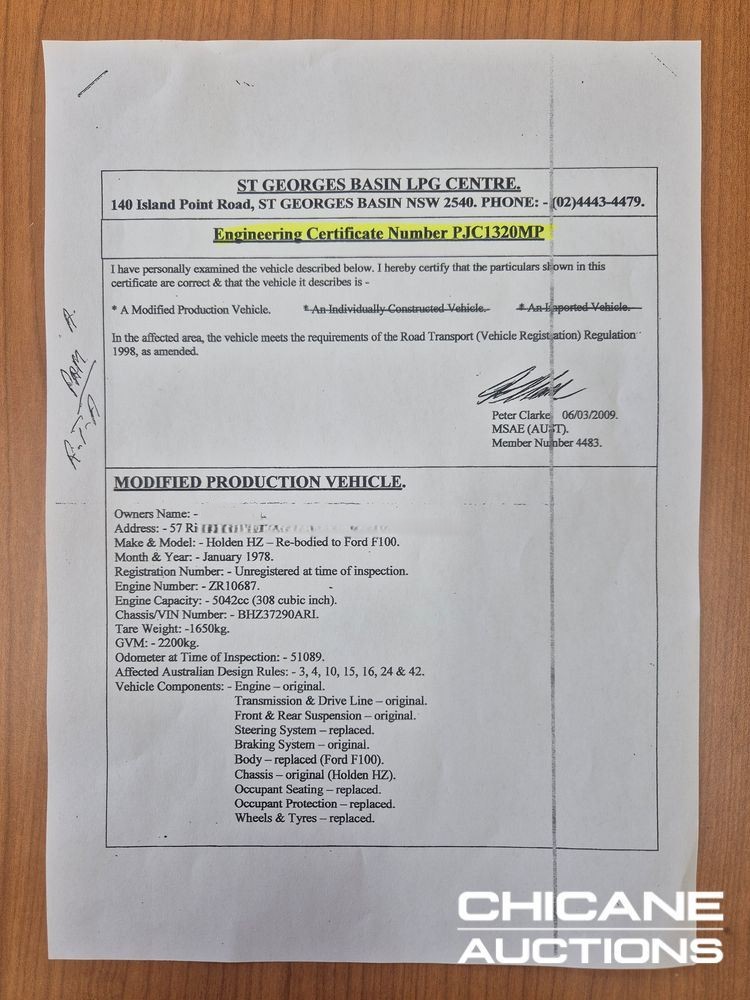 ST GEORGES BASIN LPG CENTRE.
140 Island Point Road, ST GEORGES BASIN NSW 2540. PHONE: - (02)4443-4479.
Engineering Certificate Number PJC1320MP
I have personally examined the vehicle described below. I hereby certify that the particulars shown in this
certificate are correct & that the vehicle it describes is -
* A Modified Production Vehicle. * An Individually Constructed Vehicle.- * An Imported Vehicle.
In the affected area, the vehicle meets the requirements of the Road Transport (Vehicle Registration) Regulation
1998, as amended.
Peter Clarke 06/03/2009.
MSAE (AUST).
Member Number 4483.
MODIFIED PRODUCTION VEHICLE.
Owners Name: -
Address: - 57 Ri
Make & Model: - Holden HZ – Re-bodied to Ford F100.
Month & Year: - January 1978.
Registration Number: - Unregistered at time of inspection.
Engine Number: - ZR10687.
Engine Capacity: - 5042cc (308 cubic inch).
Chassis/VIN Number: - BHZ37290ARI.
Tare Weight: -1650kg.
GVM: - 2200kg.
Odometer at Time of Inspection: - 51089.
Affected Australian Design Rules: - 3, 4, 10, 15, 16, 24 & 42.
Vehicle Components: - Engine – original.
Transmission & Drive Line – original.
Front & Rear Suspension – original.
Steering System – replaced.
Braking System – original.
Body – replaced (Ford F100).
Chassis – original (Holden HZ).
Occupant Seating – replaced.
Occupant Protection – replaced.
Wheels & Tyres – replaced.
CHICANE
AUCTIONS